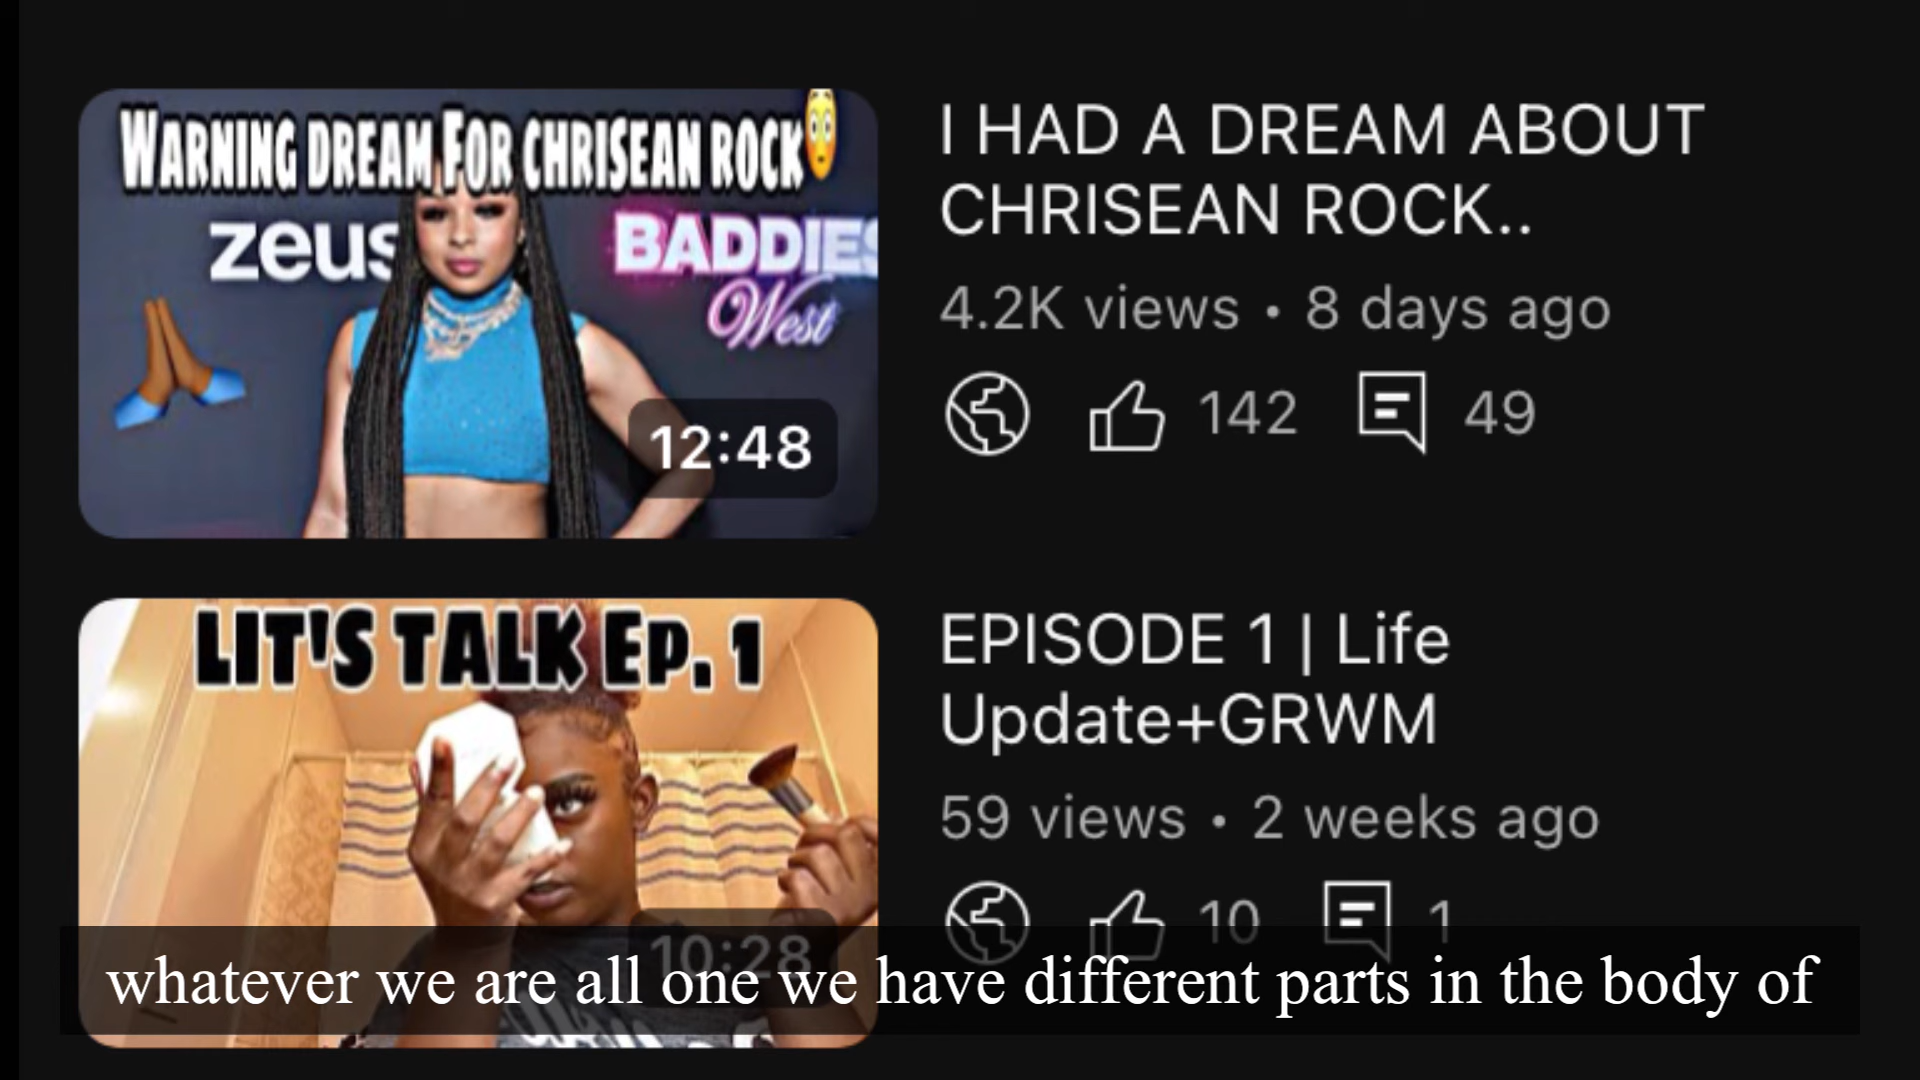 WARNING DREAM FOR CHRISEAN ROCK
zeus
BADDIES
West
12:48
I HAD A DREAM ABOUT
CHRISEAN ROCK..
4.2K views • 8 days ago
142 49
LIT'S TALK EP. 1
10:28
EPISODE 1 | Life
Update+GRWM
59 views • 2 weeks ago
10 1
whatever we are all one we have different parts in the body of